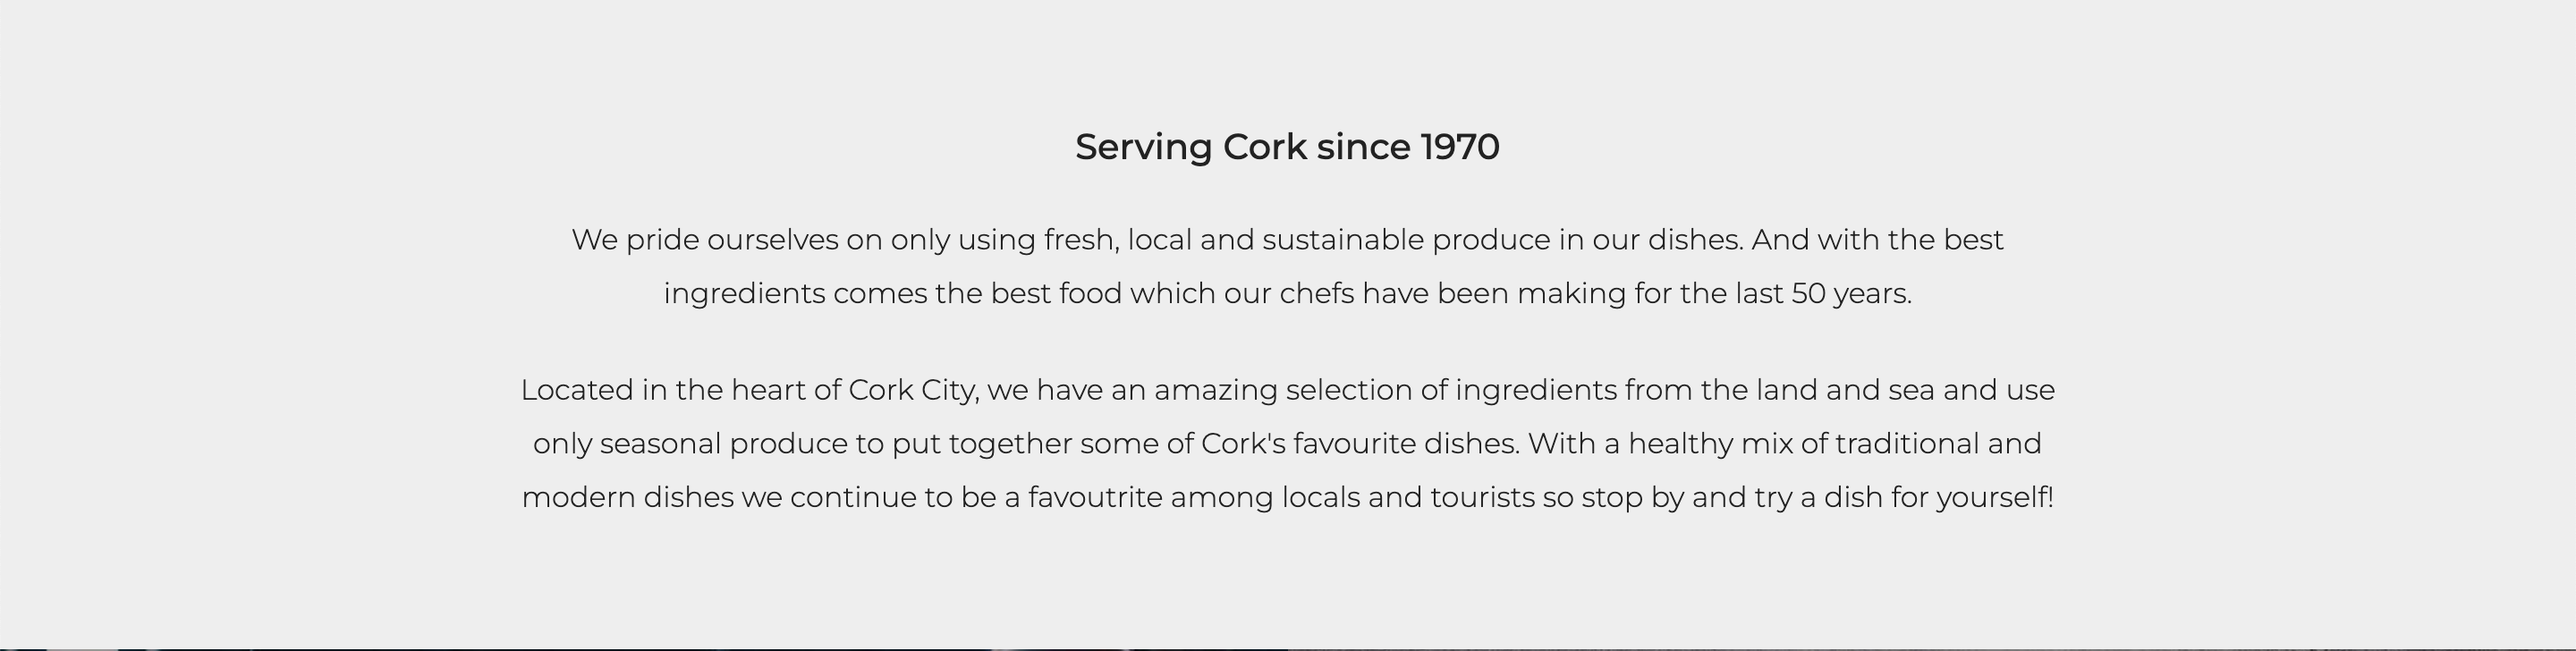 Serving Cork since 1970
We pride ourselves on only using fresh, local and sustainable produce in our dishes. And with the best
ingredients comes the best food which our chefs have been making for the last 50 years.
Located in the heart of Cork City, we have an amazing selection of ingredients from the land and sea and use
only seasonal produce to put together some of Cork's favourite dishes. With a healthy mix of traditional and
modern dishes we continue to be a favoutrite among locals and tourists so stop by and try a dish for yourself!